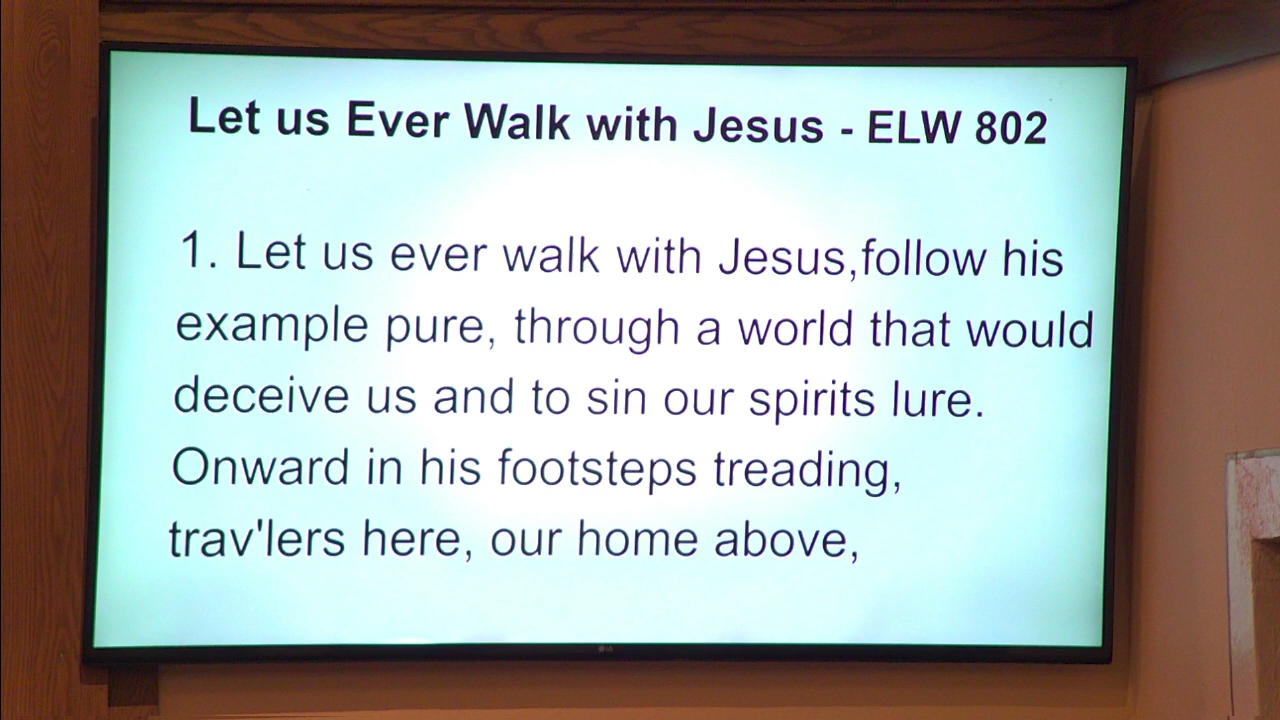 Let us Ever Walk with Jesus - ELW 802
1. Let us ever walk with Jesus,follow his
example pure, through a world that would
deceive us and to sin our spirits lure.
Onward in his footsteps treading,
trav'lers here, our home above,
LG